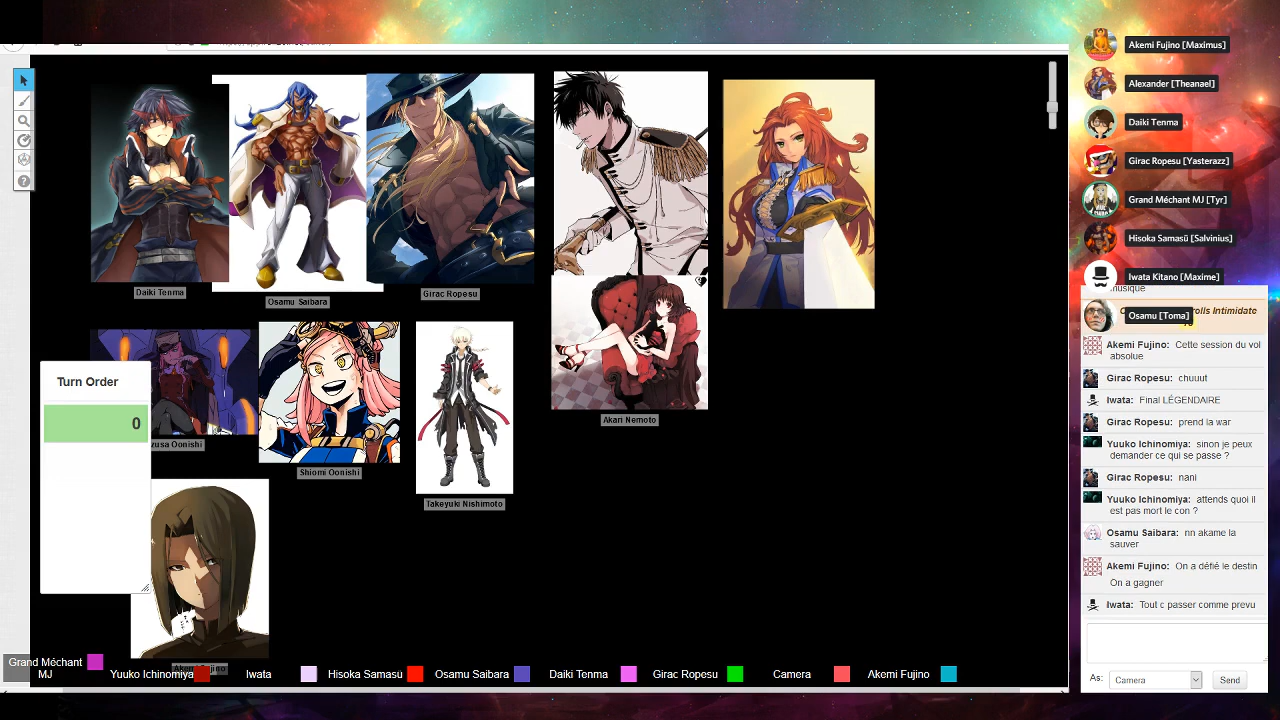 Daiki Tenma
Osamu Saibara
Girac Ropesu
Turn Order
0
zusa Oonishi
Shiomi Oonishi
Takeyuki Nishimoto
Akari Nemoto
Grand Méchant
MJ
Yuuko Ichinomiya
Iwata
Hisoka Samasü
Osamu Saibara
Daiki Tenma
Girac Ropesu
Camera
Akemi Fujino
Akemi Fujino [Maximus]
Alexander [Theanael]
Daiki Tenma
Girac Ropesu [Yasterazz]
Grand Méchant MJ [Tyr]
Hisoka Samasü [Salvinius]
Iwata Kitano [Maxime]
musique
Osamu [Toma]
rolls Intimidate
Akemi Fujino: Cette session du vol
absolue
Girac Ropesu: chuuut
Iwata: Final LÉGENDAIRE
Girac Ropesu: prend la war
Yuuko Ichinomiya: sinon je peux
demander ce qui se passe ?
Girac Ropesu: nani
Yuuko Ichinomiya: attends quoi il
est pas mort le con ?
Osamu Saibara: nn akame la
sauver
Akemi Fujino: On a défié le destin
On a gagner
Iwata: Tout c passer comme prevu
As:
Camera
Send